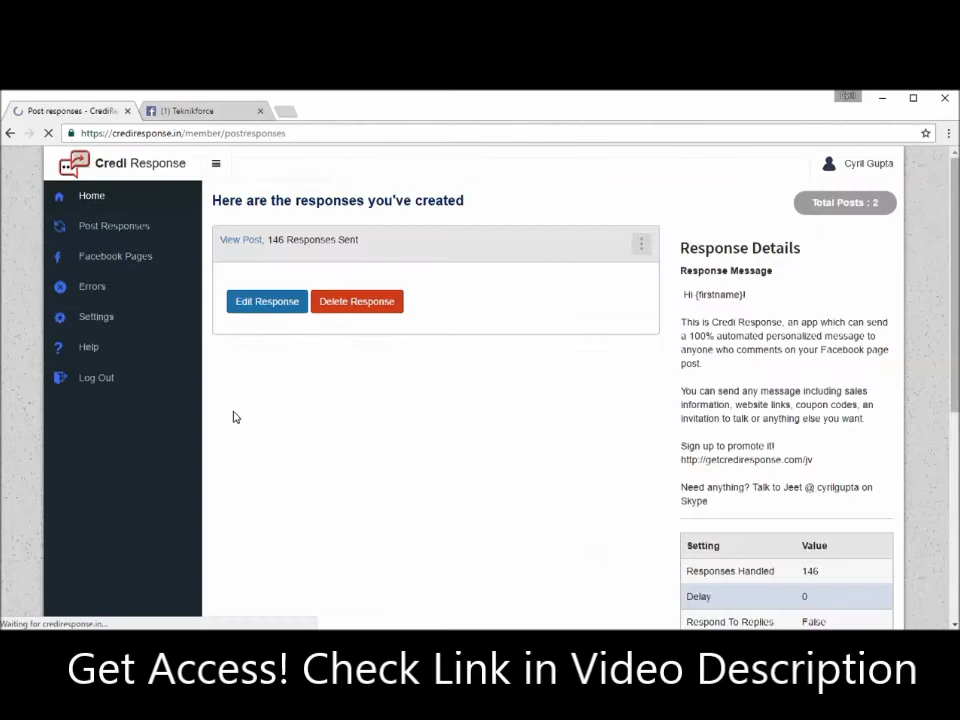 Post responses - CrediRe
(1) Teknikforce
Cyril
https://crediresponse.in/member/postresponses
Credi Response
Cyril Gupta
Home
Post Responses
Facebook Pages
Errors
Settings
Help
Log Out
Here are the responses you've created
Total Posts : 2
View Post, 146 Responses Sent
Edit Response
Delete Response
Response Details
Response Message
Hi {firstname}!
This is Credi Response, an app which can send
a 100% automated personalized message to
anyone who comments on your Facebook page
post.
You can send any message including sales
information, website links, coupon codes, an
invitation to talk or anything else you want.
Sign up to promote it!
http://getcrediresponse.com/jv
Need anything? Talk to Jeet @ cyrilgupta on
Skype
Setting Value
Responses Handled 146
Delay 0
Respond To Replies False
Waiting for crediresponse.in...
Get Access! Check Link in Video Description